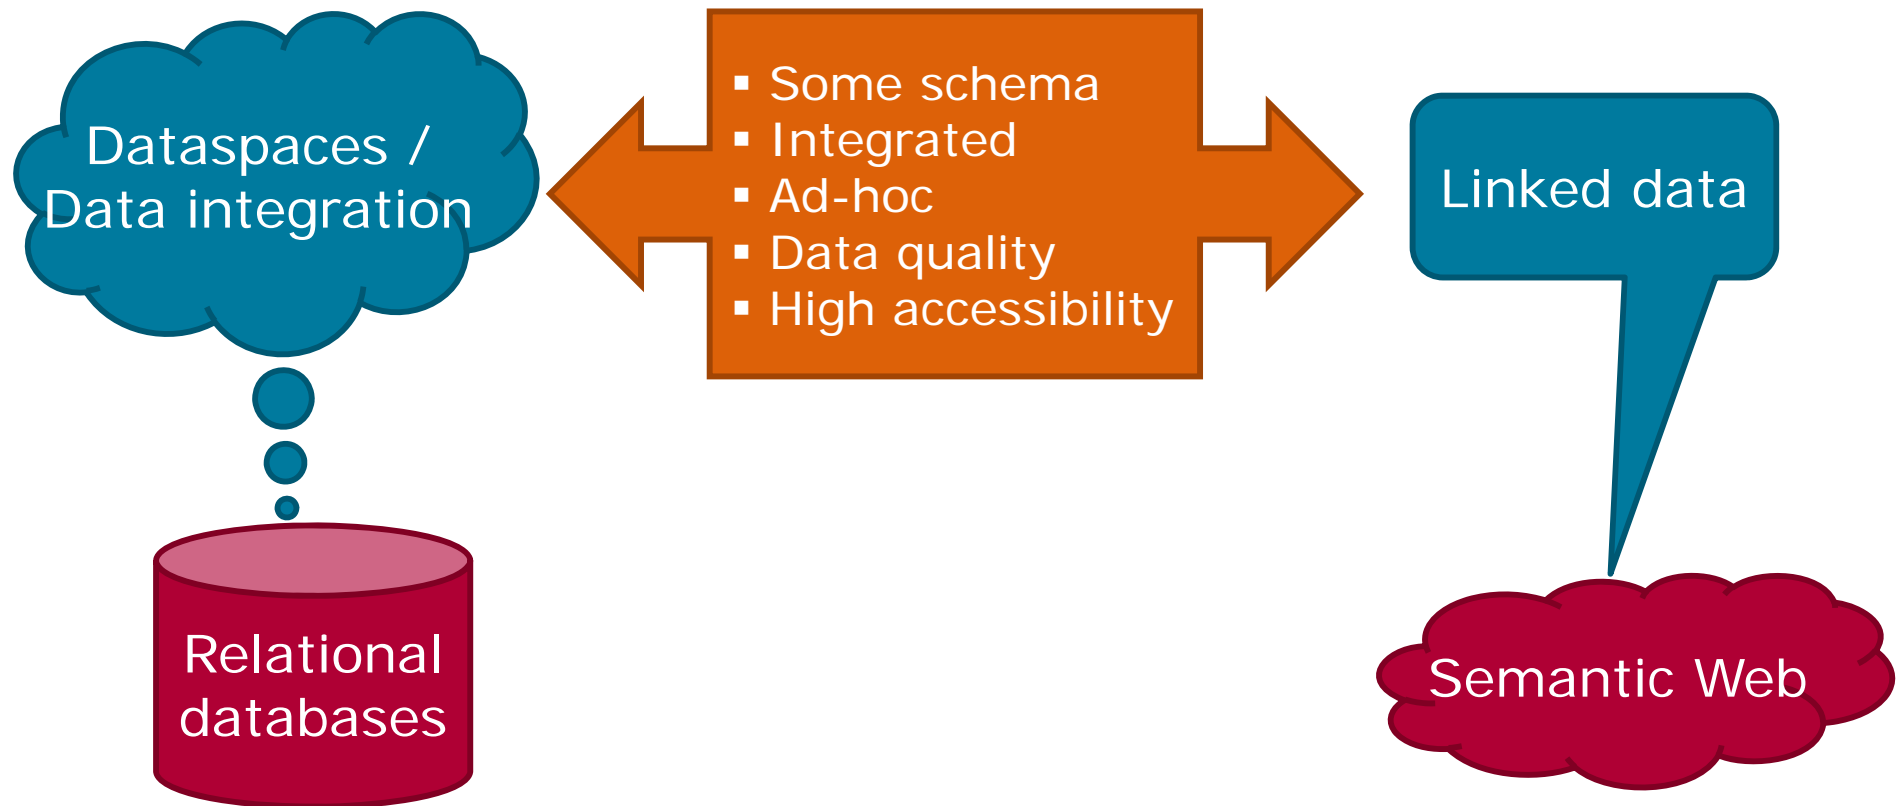 Dataspaces /
Data integration
▪ Some schema
▪ Integrated
▪ Ad-hoc
▪ Data quality
▪ High accessibility
Linked data
Relational
databases
Semantic Web